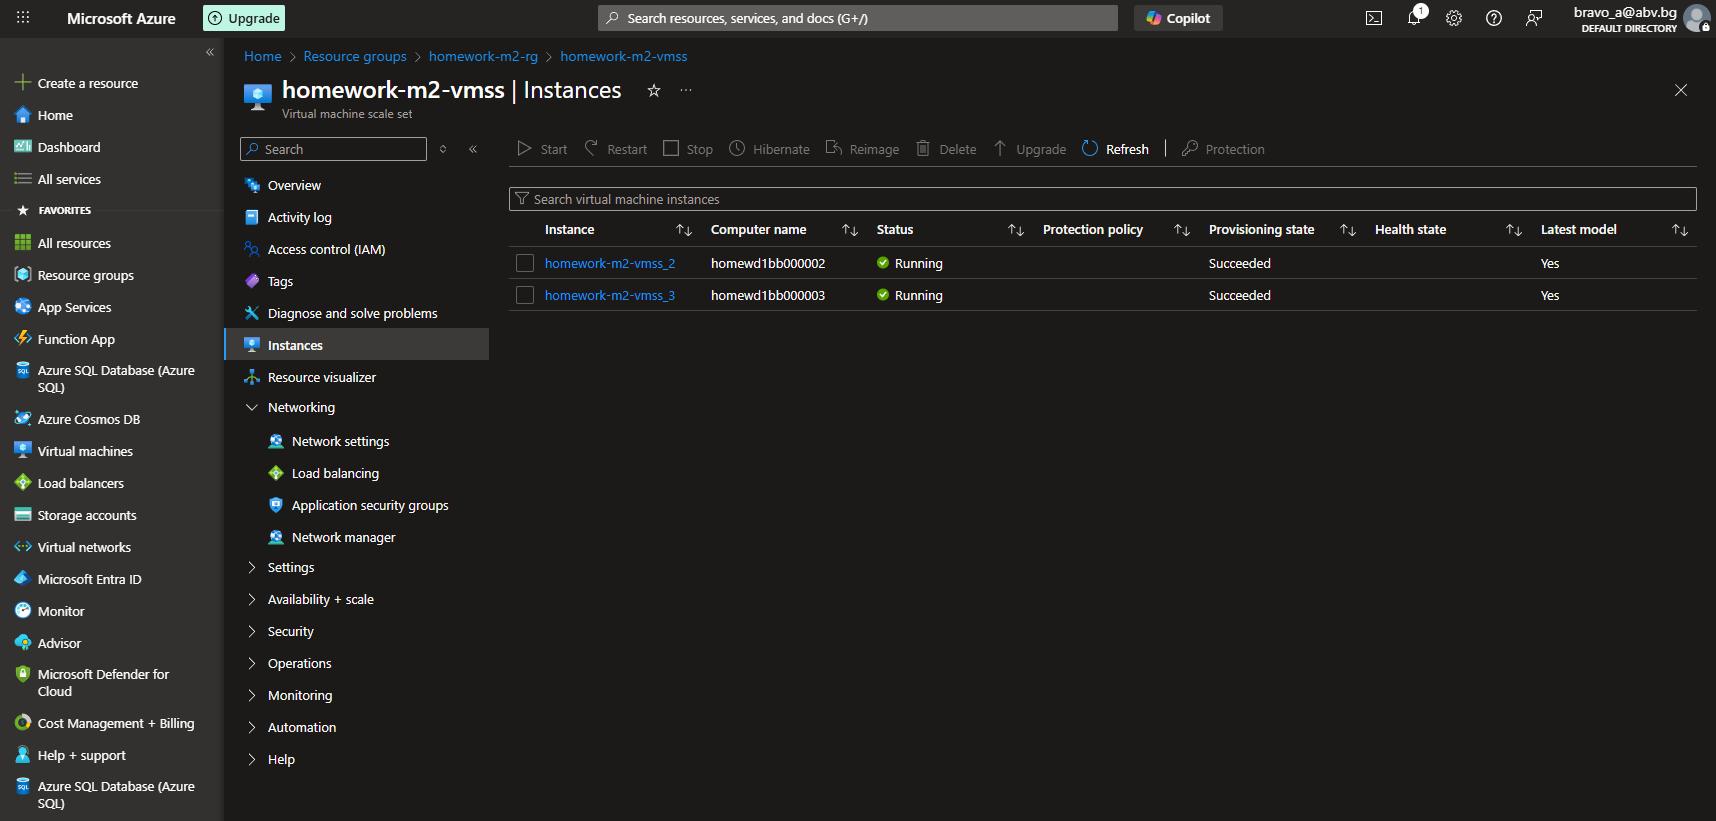 Microsoft Azure
Upgrade
Search resources, services, and docs (G+/)
Copilot
1
bravo_a@abv.bg
DEFAULT DIRECTORY
Create a resource
Home
Dashboard
All services
FAVORITES
All resources
Resource groups
App Services
Function App
Azure SQL Database (Azure
SQL)
Azure Cosmos DB
Virtual machines
Load balancers
Storage accounts
Virtual networks
Microsoft Entra ID
Monitor
Advisor
Microsoft Defender for
Cloud
Cost Management + Billing
Help + support
Azure SQL Database (Azure
SQL)
Home > Resource groups > homework-m2-rg > homework-m2-vmss
homework-m2-vmss | Instances
Virtual machine scale set
Search
Overview
Activity log
Access control (IAM)
Tags
Diagnose and solve problems
Instances
Resource visualizer
Networking
Network settings
Load balancing
Application security groups
Network manager
Settings
Availability + scale
Security
Operations
Monitoring
Automation
Help
Start Restart Stop Hibernate Reimage Delete Upgrade Refresh Protection
Search virtual machine instances
Instance Computer name Status Protection policy Provisioning state Health state Latest model
homework-m2-vmss_2 homewd1bb000002 Running Succeeded Yes
homework-m2-vmss_3 homewd1bb000003 Running Succeeded Yes